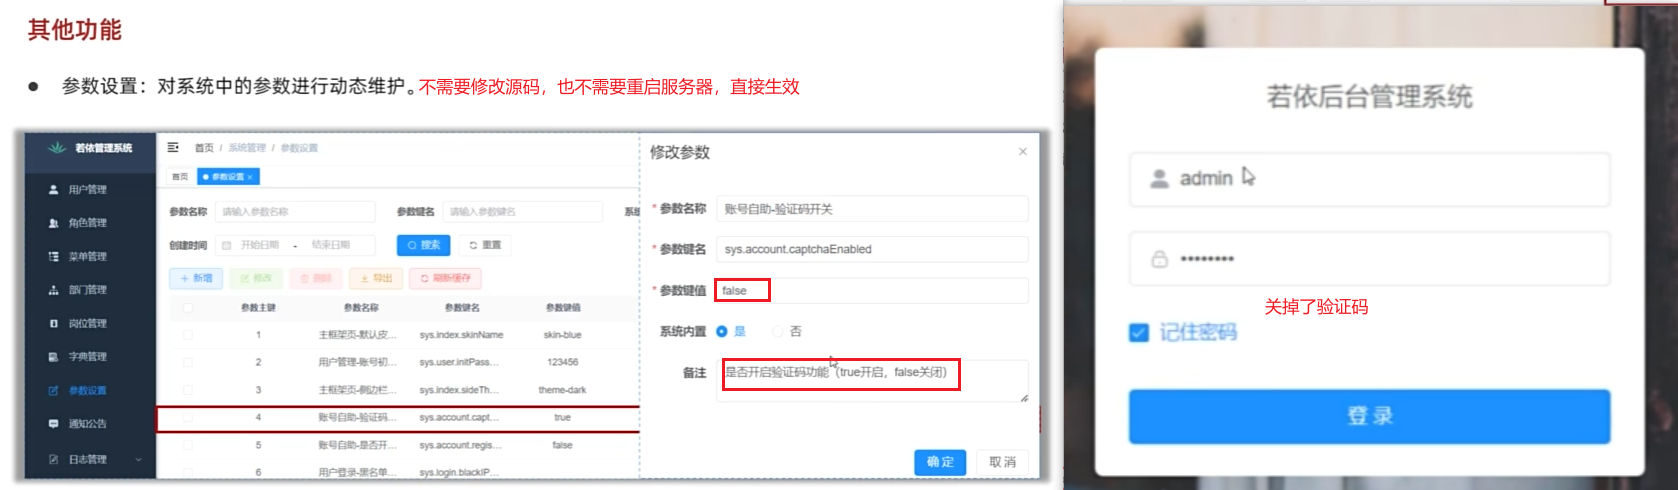 其他功能
● 参数设置：对系统中的参数进行动态维护。不需要修改源码，也不需要重启服务器，直接生效
若依管理系统
用户管理
角色管理
菜单管理
部门管理
岗位管理
字典管理
参数设置
通知公告
日志管理
首页 / 系统管理 / 参数设置
首页
参数设置 ×
参数名称 请输入参数名称 参数键名 请输入参数键名
创建时间 开始日期 - 结束日期 搜索 重置
+ 新增 修改 删除 导出 刷新缓存
参数主键 参数名称 参数键名 参数键值
1 主框架页-默认皮... sys.index.skinName skin-blue
2 用户管理-账号初... sys.user.initPass... 123456
3 主框架页-侧边栏... sys.index.sideTh... theme-dark
4 账号自助-验证码... sys.account.capt... true
5 账号自助-是否开... sys.account.regis... false
6 用户登录-黑名单... sys.login.blackIP...
修改参数 ×
* 参数名称 账号自助-验证码开关
* 参数键名 sys.account.captchaEnabled
* 参数键值 false
系统内置 是 否
备注 是否开启验证码功能（true开启，false关闭）
确 定 取 消
若依后台管理系统
admin
••••••••
关掉了验证码
记住密码
登 录